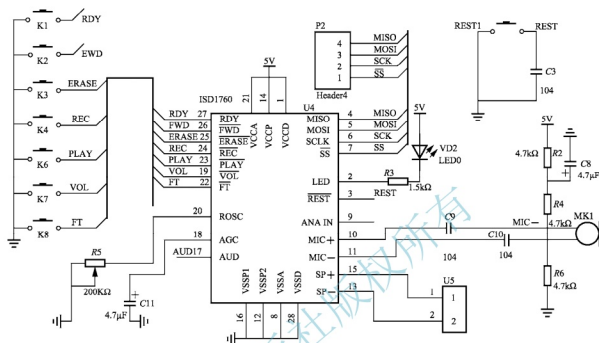 K1
RDY
K2
EWD
K3
ERASE
K4
REC
K6
PLAY
K7
VOL
K8
FT
R5
200KΩ
C11
4.7μF
RDY 27
FWD 26
ERASE 25
REC 24
PLAY 23
VOL 19
FT 22
20
18
AUD17
ISD1760
U4
5V
21
14
1
VCCA
VCCP
VCCD
RDY
FWD
ERASE
REC
PLAY
VOL
FT
ROSC
AGC
AUD
VSSP1
VSSP2
VSSA
VSSD
16
12
8
28
MISO
MOSI
SCLK
SS
LED
REST
ANA IN
MIC+
MIC−
SP+
SP−
4 MISO
5 MOSI
6 SCK
7 SS
2
3 REST
9
10
11
15
13
P2
4
3
2
1
Header4
MISO
MOSI
SCK
SS
5V
VD2
LED0
R3
1.5kΩ
REST1
REST
C3
104
5V
4.7kΩ
R2
C8
4.7μF
R4
4.7kΩ
MIC−
MK1
C9
104
C10
104
R6
4.7kΩ
U5
1
2
1
2
社版权所有